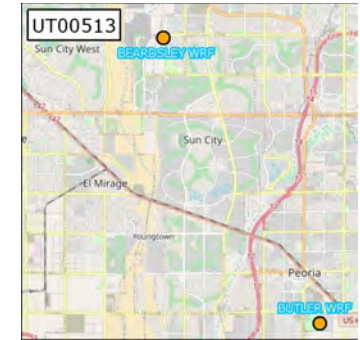 UT00513
Sun City West
BEARDSLEY WRF
Sun City
El Mirage
Youngtown
Peoria
BUTLER WRF